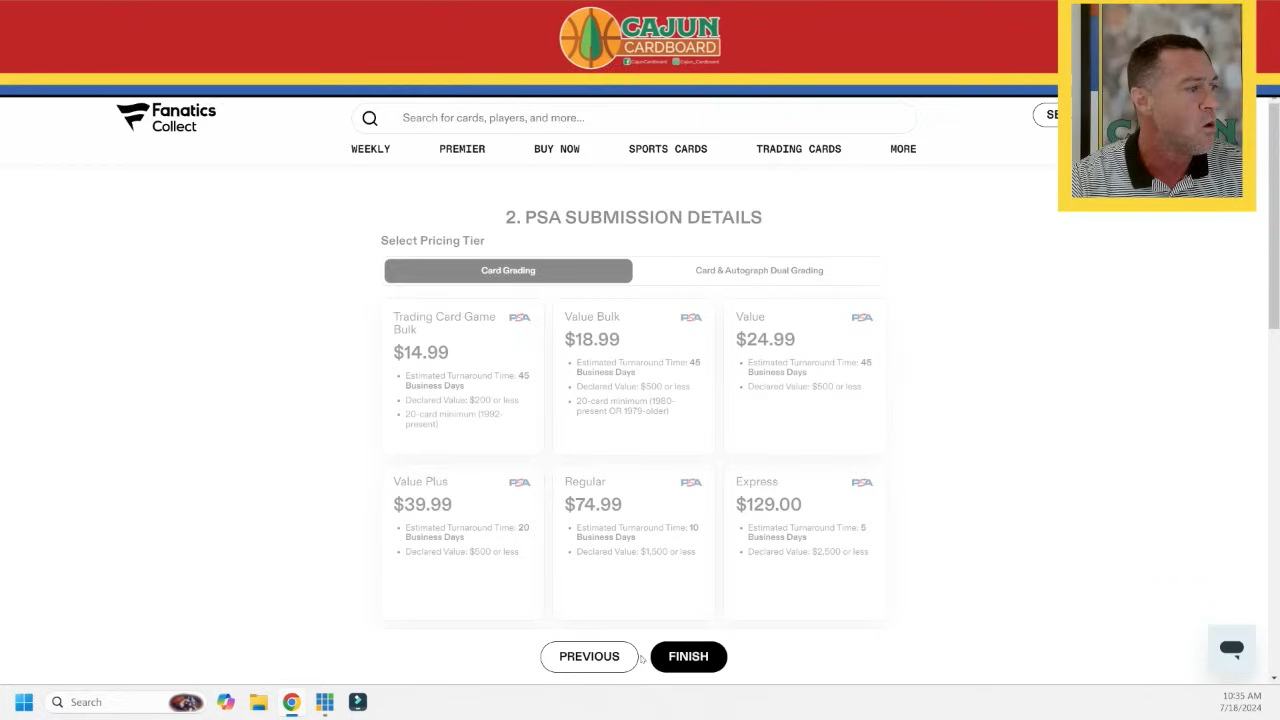 CAJUN
CARDBOARD
CajunCardboard Cajun_Cardboard
Fanatics
Collect
Search for cards, players, and more...
SE
WEEKLY PREMIER BUY NOW SPORTS CARDS TRADING CARDS MORE
2. PSA SUBMISSION DETAILS
Select Pricing Tier
Card Grading Card & Autograph Dual Grading
Trading Card Game
Bulk
PSA
$14.99
• Estimated Turnaround Time: 45
Business Days
• Declared Value: $200 or less
• 20-card minimum (1992-
present)
Value Bulk PSA
$18.99
• Estimated Turnaround Time: 45
Business Days
• Declared Value: $500 or less
• 20-card minimum (1980-
present OR 1979-older)
Value PSA
$24.99
• Estimated Turnaround Time: 45
Business Days
• Declared Value: $500 or less
Value Plus PSA
$39.99
• Estimated Turnaround Time: 20
Business Days
• Declared Value: $500 or less
Regular PSA
$74.99
• Estimated Turnaround Time: 10
Business Days
• Declared Value: $1,500 or less
Express PSA
$129.00
• Estimated Turnaround Time: 5
Business Days
• Declared Value: $2,500 or less
PREVIOUS FINISH
Search
10:35 AM
7/18/2024